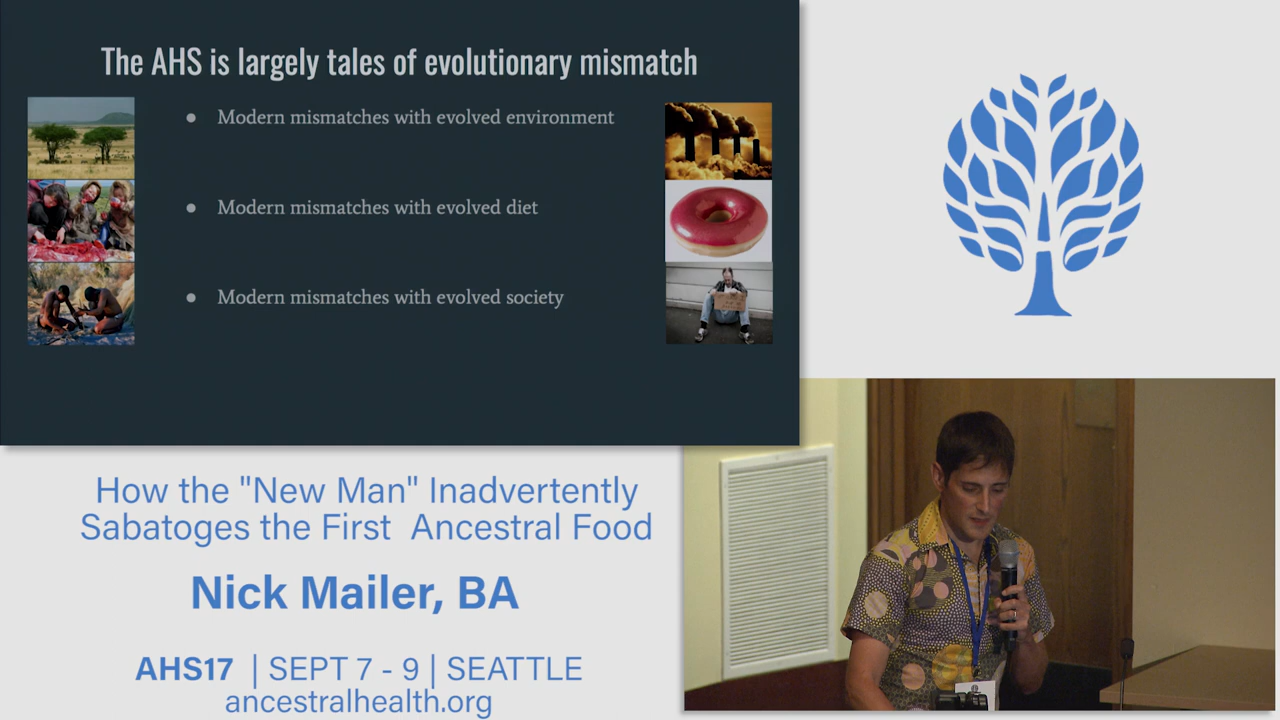 The AHS is largely tales of evolutionary mismatch
● Modern mismatches with evolved environment
● Modern mismatches with evolved diet
● Modern mismatches with evolved society
How the "New Man" Inadvertently
Sabatoges the First Ancestral Food
Nick Mailer, BA
AHS17 | SEPT 7 - 9 | SEATTLE
ancestralhealth.org